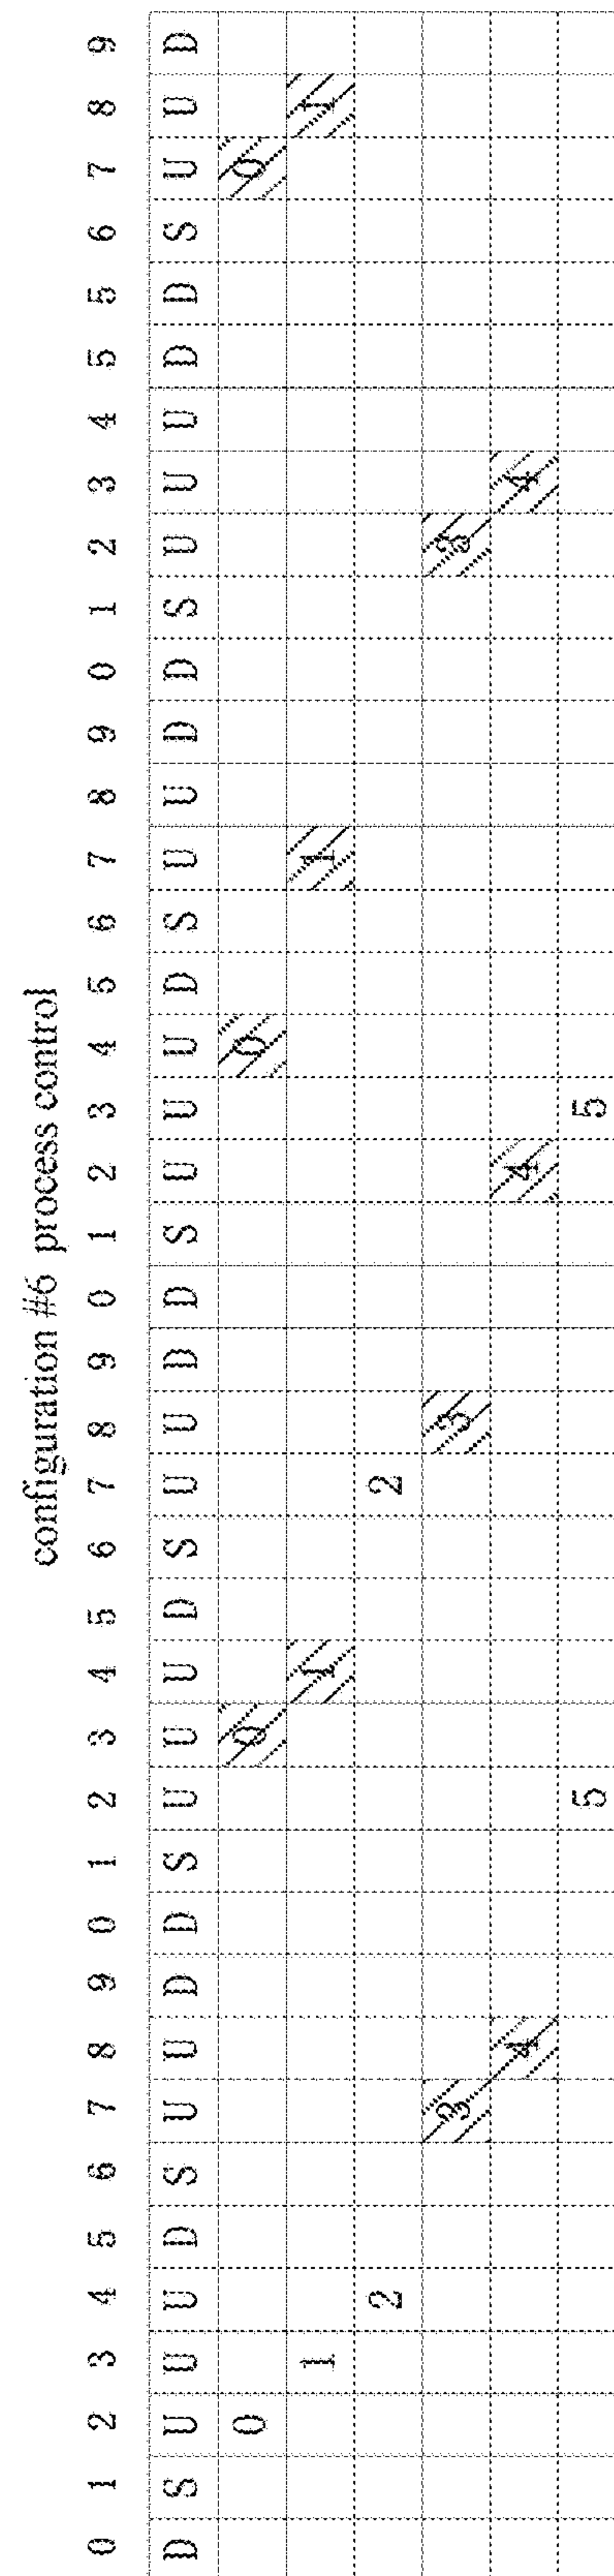 configuration #6 process control
0 1 2 3 4 5 6 7 8 9 0 1 2 3 4 5 6 7 8 9 0 1 2 3 4 5 6 7 8 9 0 1 2 3 4 5 5 6 7 8 9
D S U U U D S U U D D S U U U D S U U D D S U U U D S U U D D S U U U D D S U U D
0 0 0 0
1 1 1 1
2 2
3 3 3
4 4 4
5 5